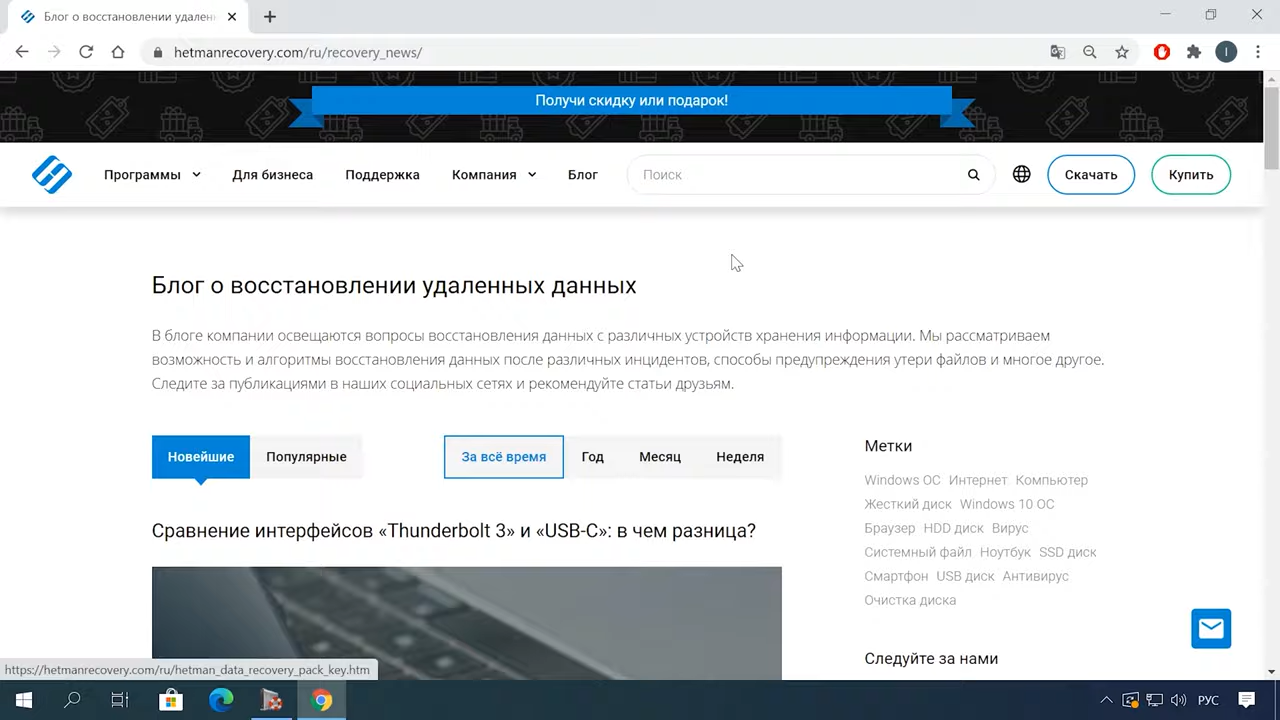 Блог о восстановлении удален
hetmanrecovery.com/ru/recovery_news/
I
Получи скидку или подарок!
Программы
Для бизнеса
Поддержка
Компания
Блог
Поиск
Скачать
Купить
Блог о восстановлении удаленных данных
В блоге компании освещаются вопросы восстановления данных с различных устройств хранения информации. Мы рассматриваем
возможность и алгоритмы восстановления данных после различных инцидентов, способы предупреждения утери файлов и многое другое.
Следите за публикациями в наших социальных сетях и рекомендуйте статьи друзьям.
Новейшие
Популярные
За всё время
Год
Месяц
Неделя
Метки
Windows ОС Интернет Компьютер
Жесткий диск Windows 10 ОС
Браузер HDD диск Вирус
Системный файл Ноутбук SSD диск
Смартфон USB диск Антивирус
Очистка диска
Сравнение интерфейсов «Thunderbolt 3» и «USB-C»: в чем разница?
Следуйте за нами
https://hetmanrecovery.com/ru/hetman_data_recovery_pack_key.htm
РУС